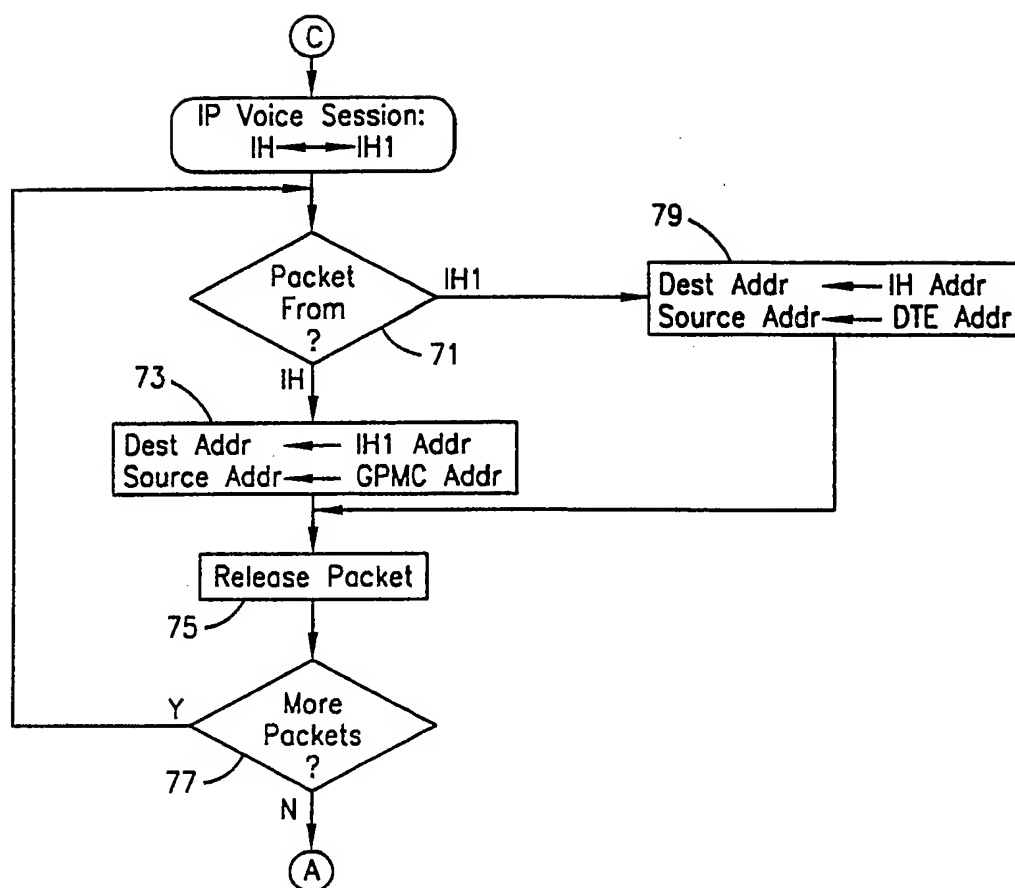 C
IP Voice Session:
IH IH1
Packet
From
?
IH1
71
IH
79
Dest Addr IH Addr
Source Addr DTE Addr
73
Dest Addr IH1 Addr
Source Addr GPMC Addr
Release Packet
75
More
Packets
?
Y
77
N
A